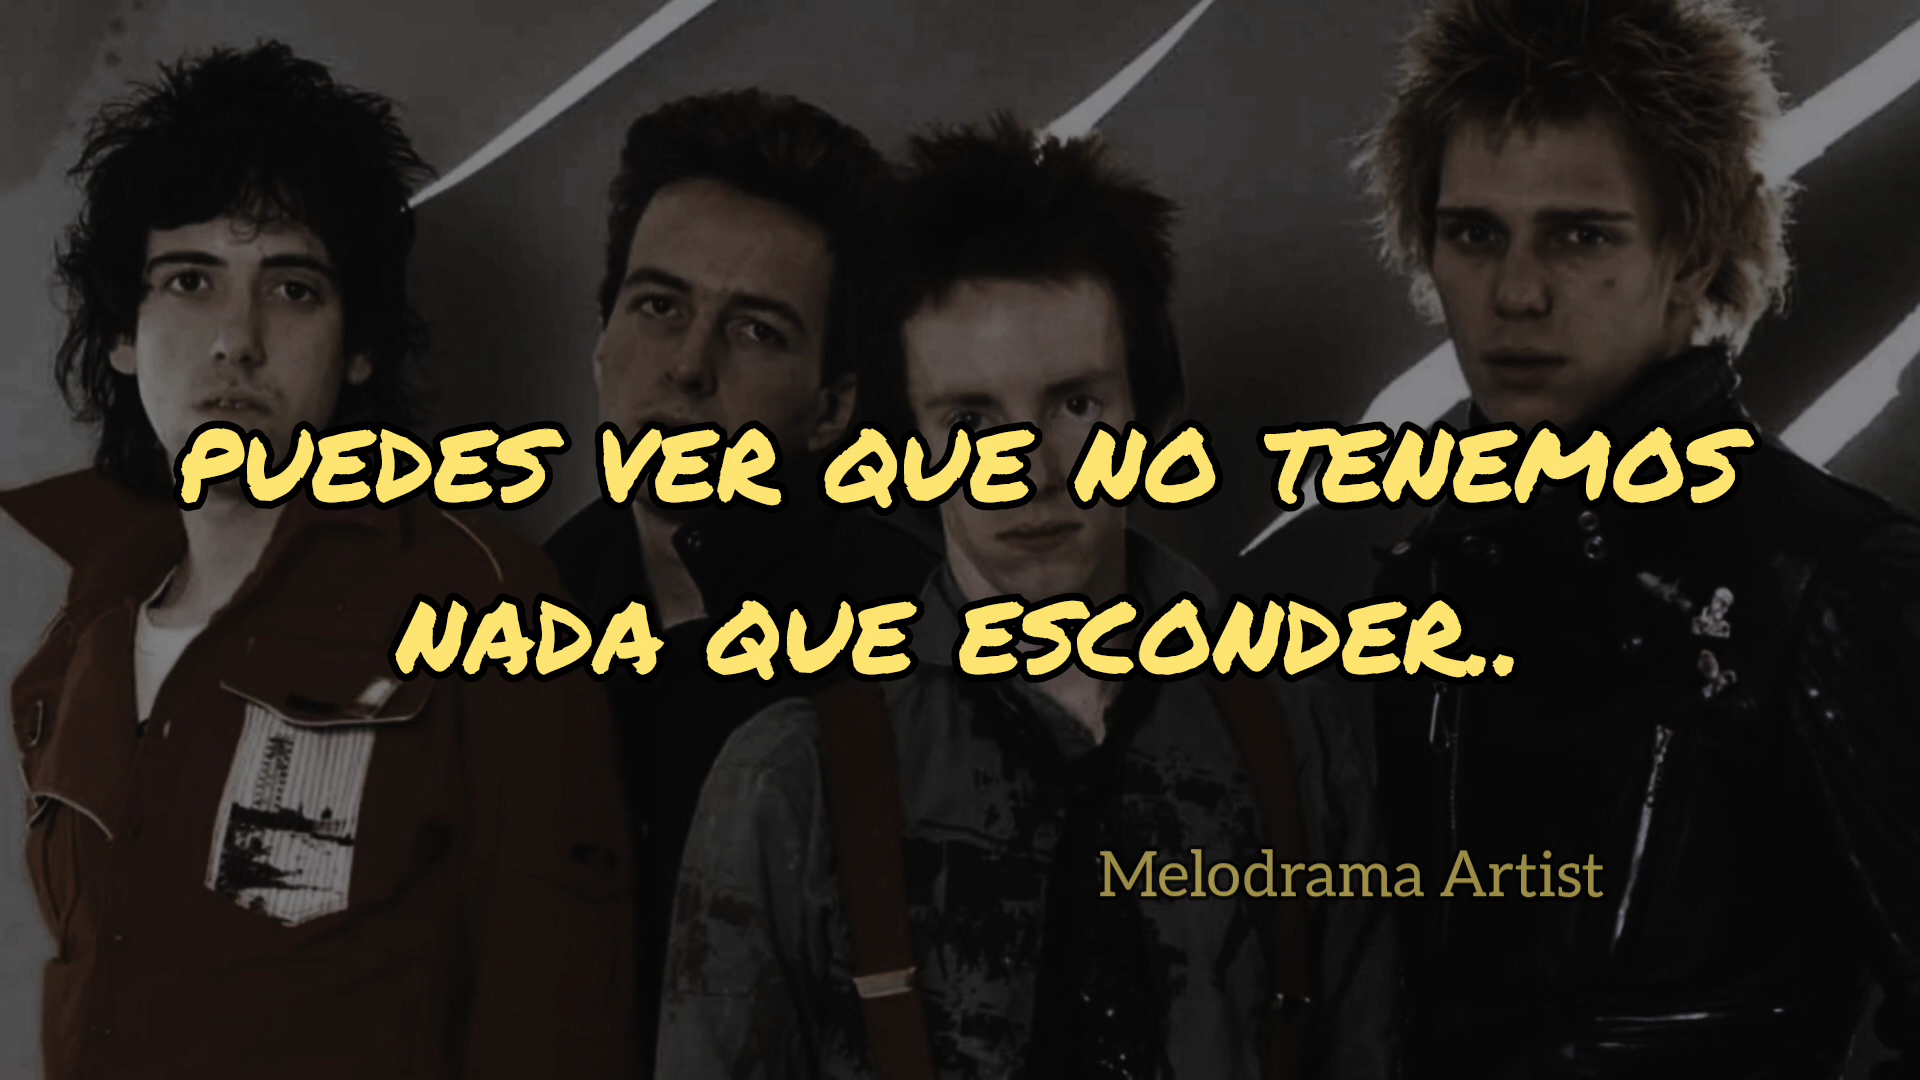 PUEDES VER QUE NO TENEMOS
NADA QUE ESCONDER..
Melodrama Artist